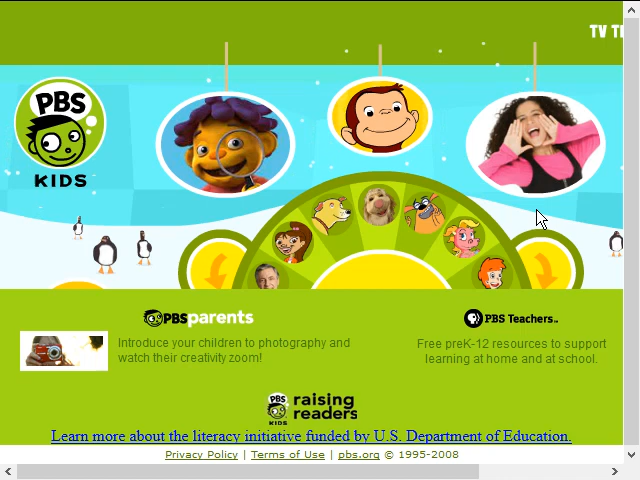 TV TI
PBS
KIDS
PBSparents
Introduce your children to photography and
watch their creativity zoom!
PBS Teachers
Free preK-12 resources to support
learning at home and at school.
PBS
KIDS
raising
readers
Learn more about the literacy initiative funded by U.S. Department of Education.
Privacy Policy | Terms of Use | pbs.org © 1995-2008